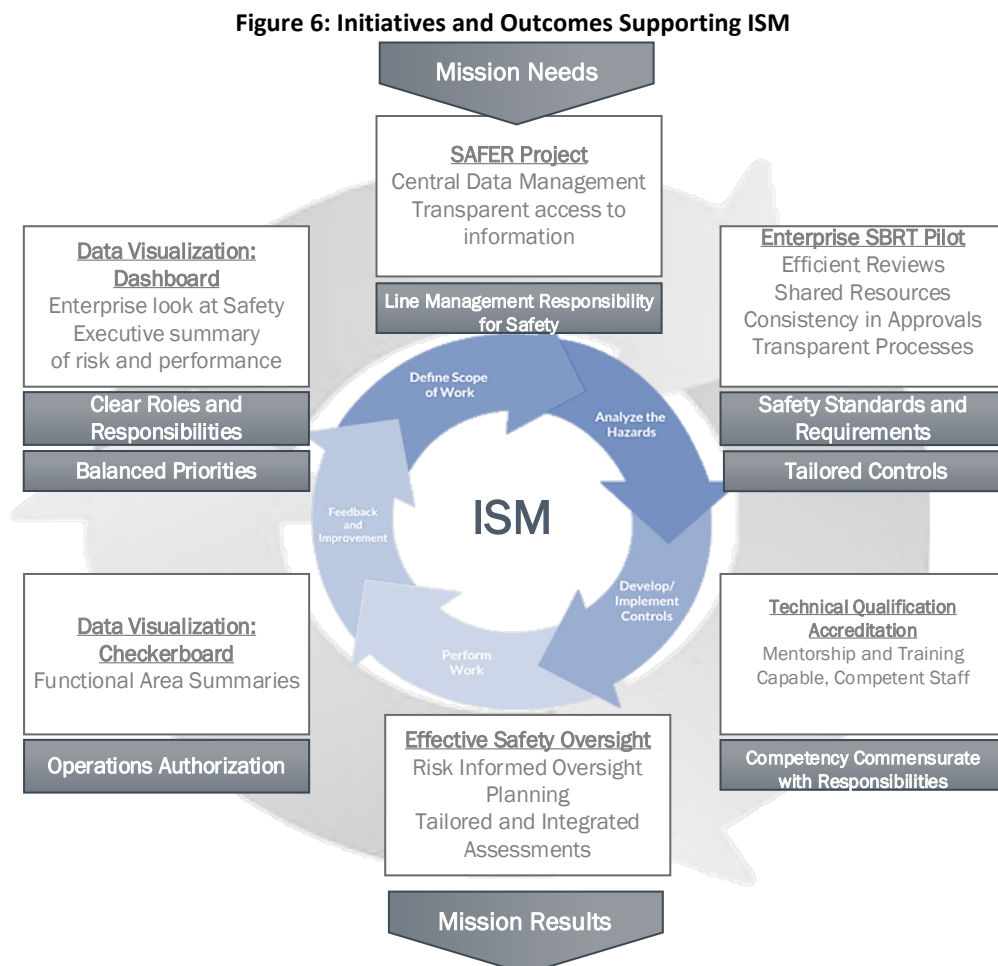 Figure 6: Initiatives and Outcomes Supporting ISM
Mission Needs
SAFER Project
Central Data Management
Transparent access to
information
Line Management Responsibility
for Safety
Data Visualization:
Dashboard
Enterprise look at Safety
Executive summary
of risk and performance
Clear Roles and
Responsibilities
Balanced Priorities
Enterprise SBRT Pilot
Efficient Reviews
Shared Resources
Consistency in Approvals
Transparent Processes
Safety Standards and
Requirements
Tailored Controls
Define Scope
of Work
Analyze the
Hazards
ISM
Feedback
and
Improvement
Develop/
Implement
Controls
Perform
Work
Data Visualization:
Checkerboard
Functional Area Summaries
Operations Authorization
Technical Qualification
Accreditation
Mentorship and Training
Capable, Competent Staff
Competency Commensurate
with Responsibilities
Effective Safety Oversight
Risk Informed Oversight
Planning
Tailored and Integrated
Assessments
Mission Results